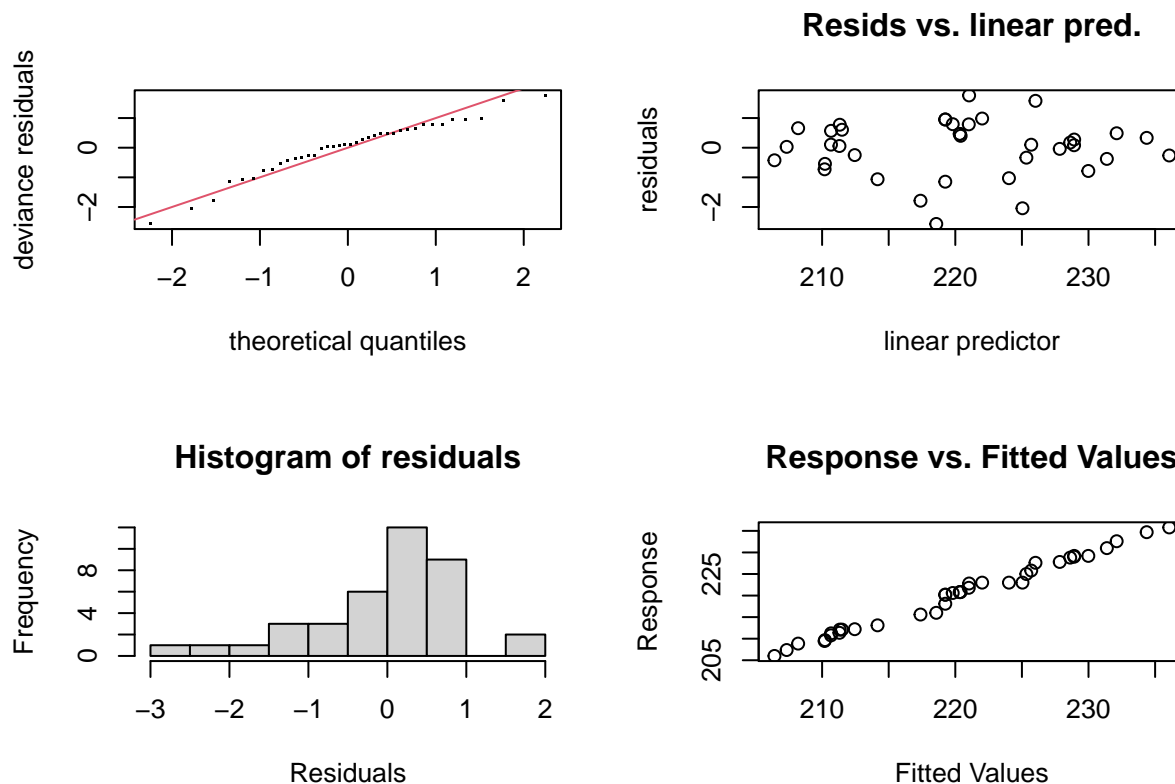 deviance residuals
0
−2
−2
−1
0
1
2
theoretical quantiles
Resids vs. linear pred.
residuals
0
−2
210
220
230
linear predictor
Histogram of residuals
Frequency
8
4
0
−3
−2
−1
0
1
2
Residuals
Response vs. Fitted Values
Response
225
205
210
220
230
Fitted Values